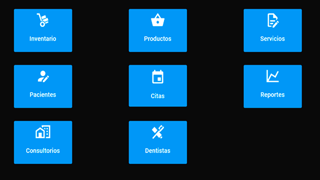 Inventario
Productos
Servicios
Pacientes
Citas
Reportes
Consultorios
Dentistas